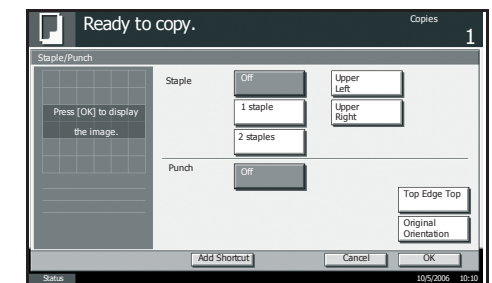 Ready to copy.
Copies
1
Staple/Punch
Press [OK] to display
the image.
Staple
Off
Upper
Left
1 staple
Upper
Right
2 staples
Punch
Off
Top Edge Top
Original
Orientation
Add Shortcut
Cancel
OK
Status
10/5/2006 10:10